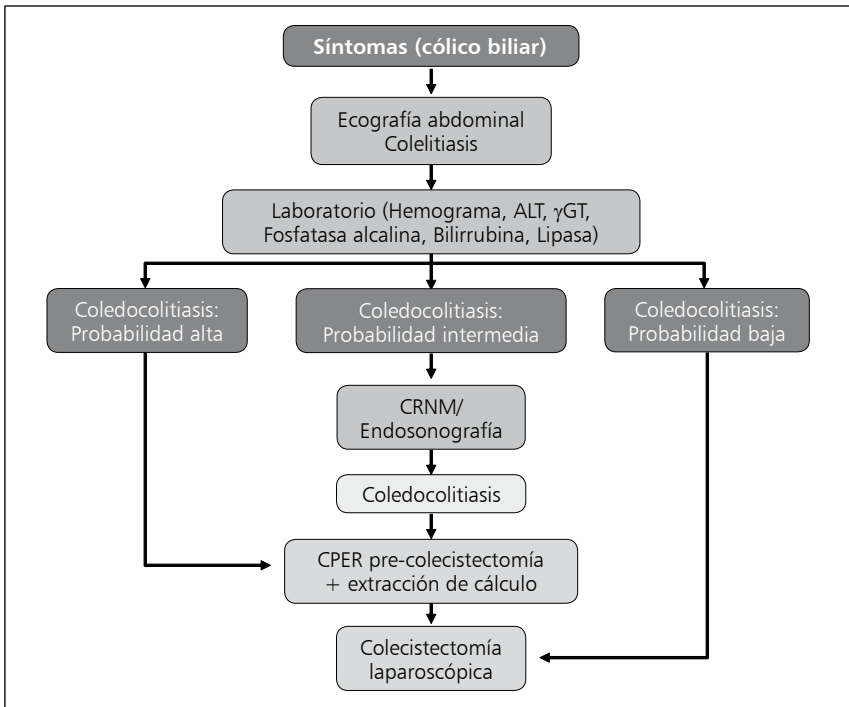 Síntomas (cólico biliar)
Ecografía abdominal
Colelitiasis
Laboratorio (Hemograma, ALT, γGT,
Fosfatasa alcalina, Bilirrubina, Lipasa)
Coledocolitiasis:
Probabilidad alta
Coledocolitiasis:
Probabilidad intermedia
Coledocolitiasis:
Probabilidad baja
CRNM/
Endosonografía
Coledocolitiasis
CPER pre-colecistectomía
+ extracción de cálculo
Colecistectomía
laparoscópica